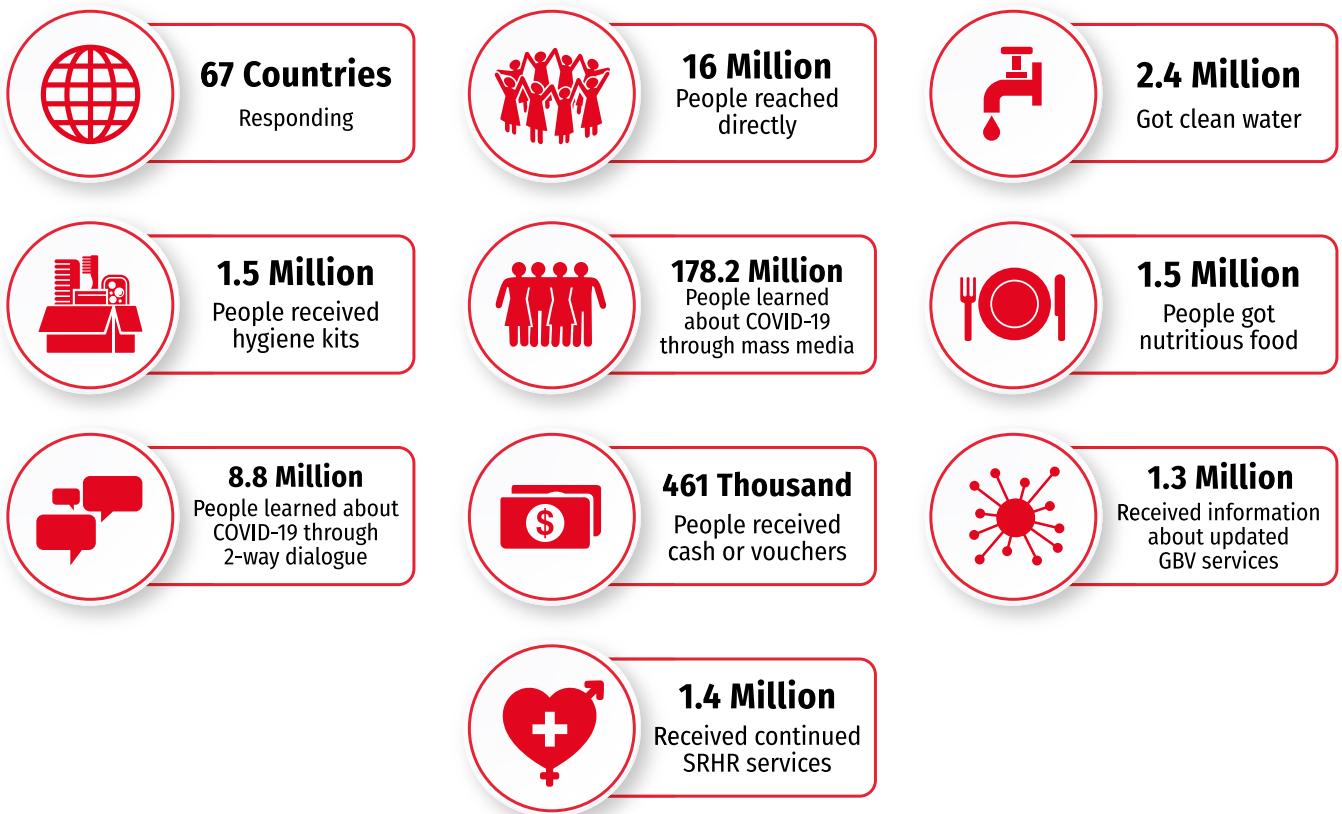 67 Countries
Responding
16 Million
People reached
directly
2.4 Million
Got clean water
1.5 Million
People received
hygiene kits
178.2 Million
People learned
about COVID-19
through mass media
1.5 Million
People got
nutritious food
8.8 Million
People learned about
COVID-19 through
2-way dialogue
461 Thousand
$
People received
cash or vouchers
1.3 Million
Received information
about updated
GBV services
1.4 Million
Received continued
SRHR services